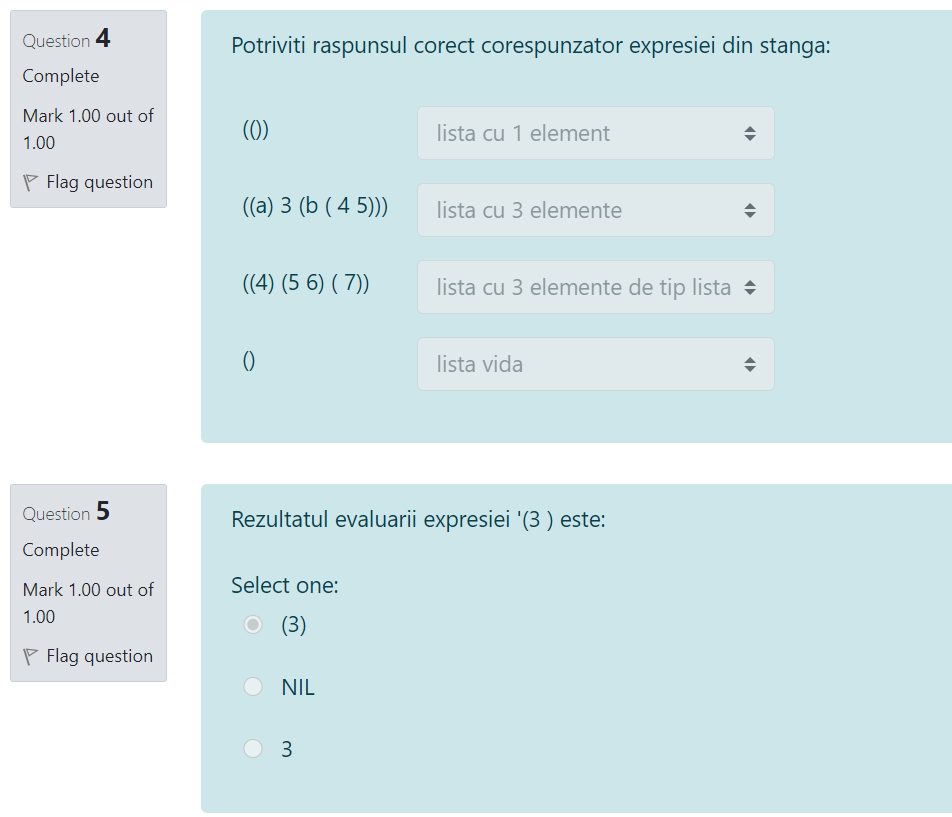 Question 4
Complete
Mark 1.00 out of
1.00
Flag question
Potriviti raspunsul corect corespunzator expresiei din stanga:
(()) lista cu 1 element
((a) 3 (b ( 4 5))) lista cu 3 elemente
((4) (5 6) ( 7)) lista cu 3 elemente de tip lista
() lista vida
Question 5
Complete
Mark 1.00 out of
1.00
Flag question
Rezultatul evaluarii expresiei '(3 ) este:
Select one:
(3)
NIL
3